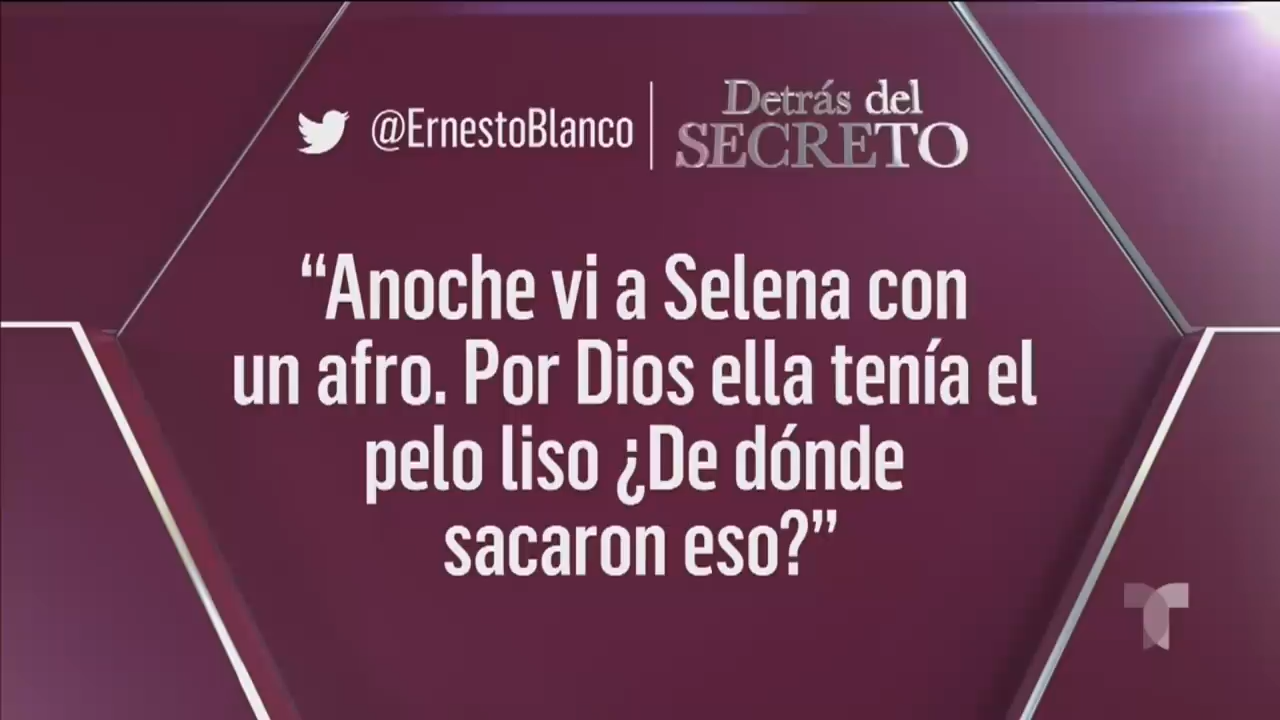 @ErnestoBlanco
Detrás del
SECRETO
“Anoche vi a Selena con
un afro. Por Dios ella tenía el
pelo liso ¿De dónde
sacaron eso?”